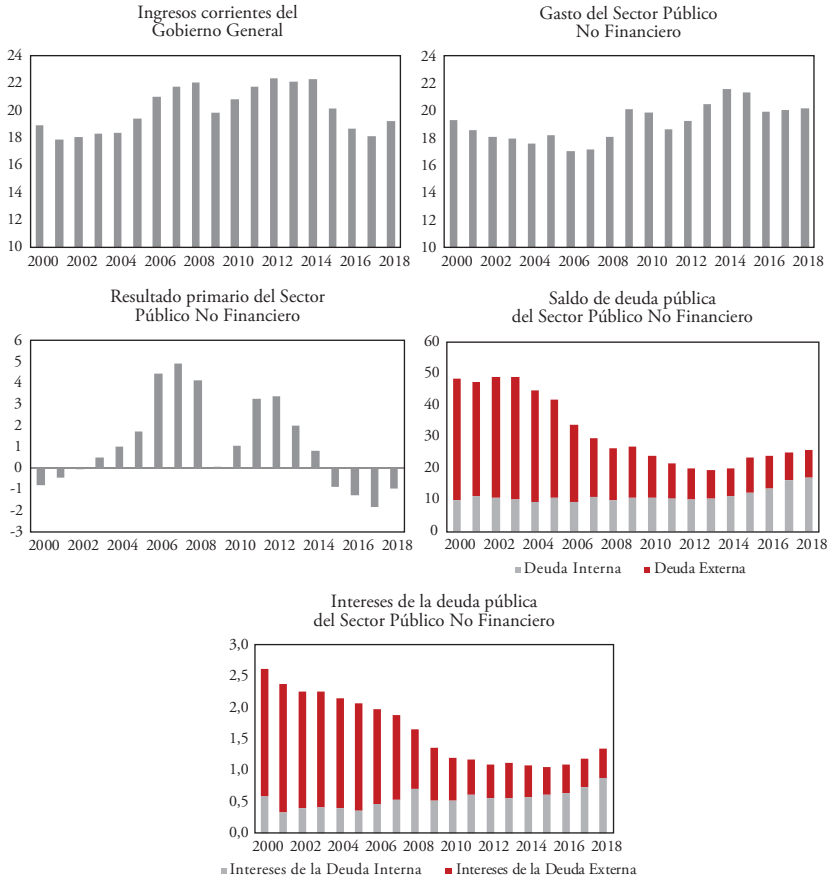 Ingresos corrientes del
Gobierno General
24
22
20
18
16
14
12
10
2000 2002 2004 2006 2008 2010 2012 2014 2016 2018
Gasto del Sector Público
No Financiero
24
22
20
18
16
14
12
10
2000 2002 2004 2006 2008 2010 2012 2014 2016 2018
Resultado primario del Sector
Público No Financiero
6
5
4
3
2
1
0
-1
-2
-3
2000 2002 2004 2006 2008 2010 2012 2014 2016 2018
Saldo de deuda pública
del Sector Público No Financiero
60
50
40
30
20
10
0
2000 2002 2004 2006 2008 2010 2012 2014 2016 2018
Deuda Interna Deuda Externa
Intereses de la deuda pública
del Sector Público No Financiero
3,0
2,5
2,0
1,5
1,0
0,5
0,0
2000 2002 2004 2006 2008 2010 2012 2014 2016 2018
Intereses de la Deuda Interna Intereses de la Deuda Externa